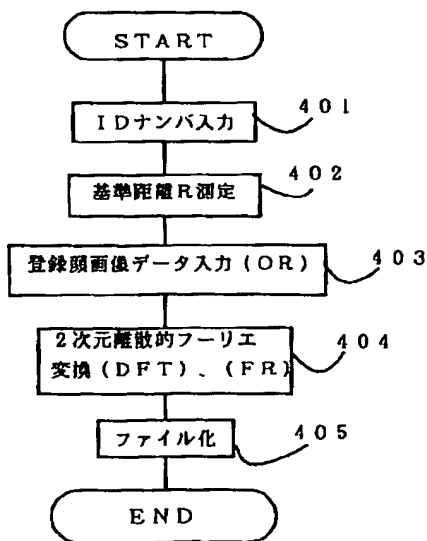 START
IDナンバ入力
401
基準距離R測定
402
登録顔画像データ入力(OR)
403
2次元離散的フーリエ
変換(DFT)、(FR)
404
ファイル化
405
END